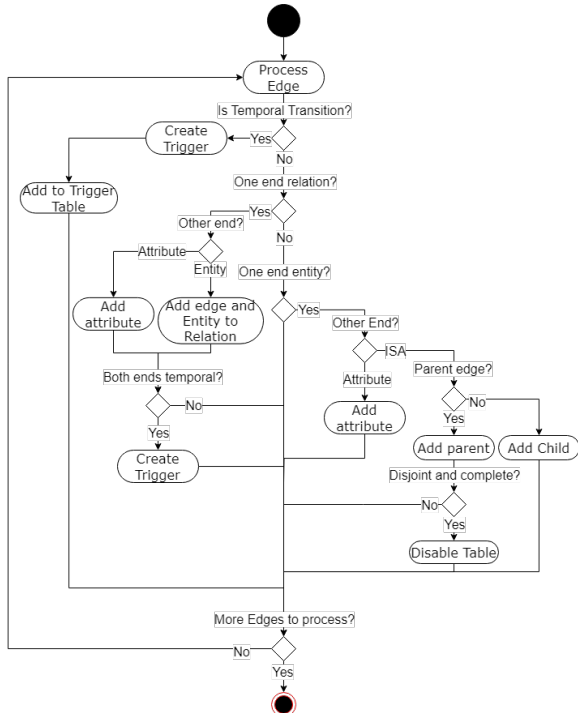 Process
Edge
Is Temporal Transition?
Create
Trigger
Yes
No
Add to Trigger
Table
One end relation?
Yes
Other end?
No
Attribute
Entity
One end entity?
Add
attribute
Add edge and
Entity to
Relation
Yes
Other End?
ISA
Parent edge?
Both ends temporal?
Attribute
No
Yes
No
Add
attribute
Yes
Create
Trigger
Add parent
Add Child
Disjoint and complete?
No
Yes
Disable Table
More Edges to process?
No
Yes